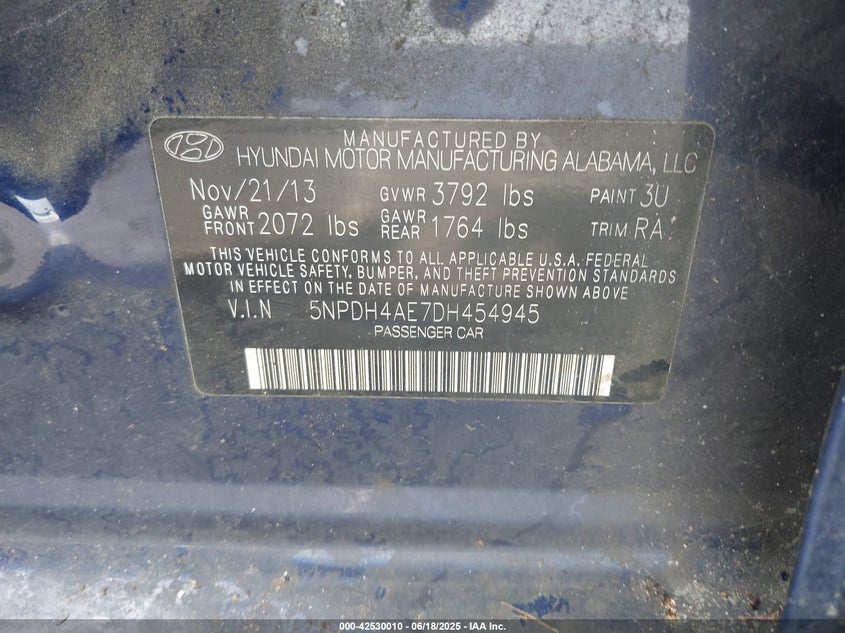 MANUFACTURED BY
HYUNDAI MOTOR MANUFACTURING ALABAMA, LLC
Nov/21/13 GVWR 3792 lbs PAINT 3U
GAWR FRONT 2072 lbs GAWR REAR 1764 lbs TRIM RA
THIS VEHICLE CONFORMS TO ALL APPLICABLE U.S.A. FEDERAL
MOTOR VEHICLE SAFETY, BUMPER, AND THEFT PREVENTION STANDARDS
IN EFFECT ON THE DATE OF MANUFACTURE SHOWN ABOVE
V.I.N 5NPDH4AE7DH454945
PASSENGER CAR
000-42530010 - 06/18/2025 - IAA Inc.